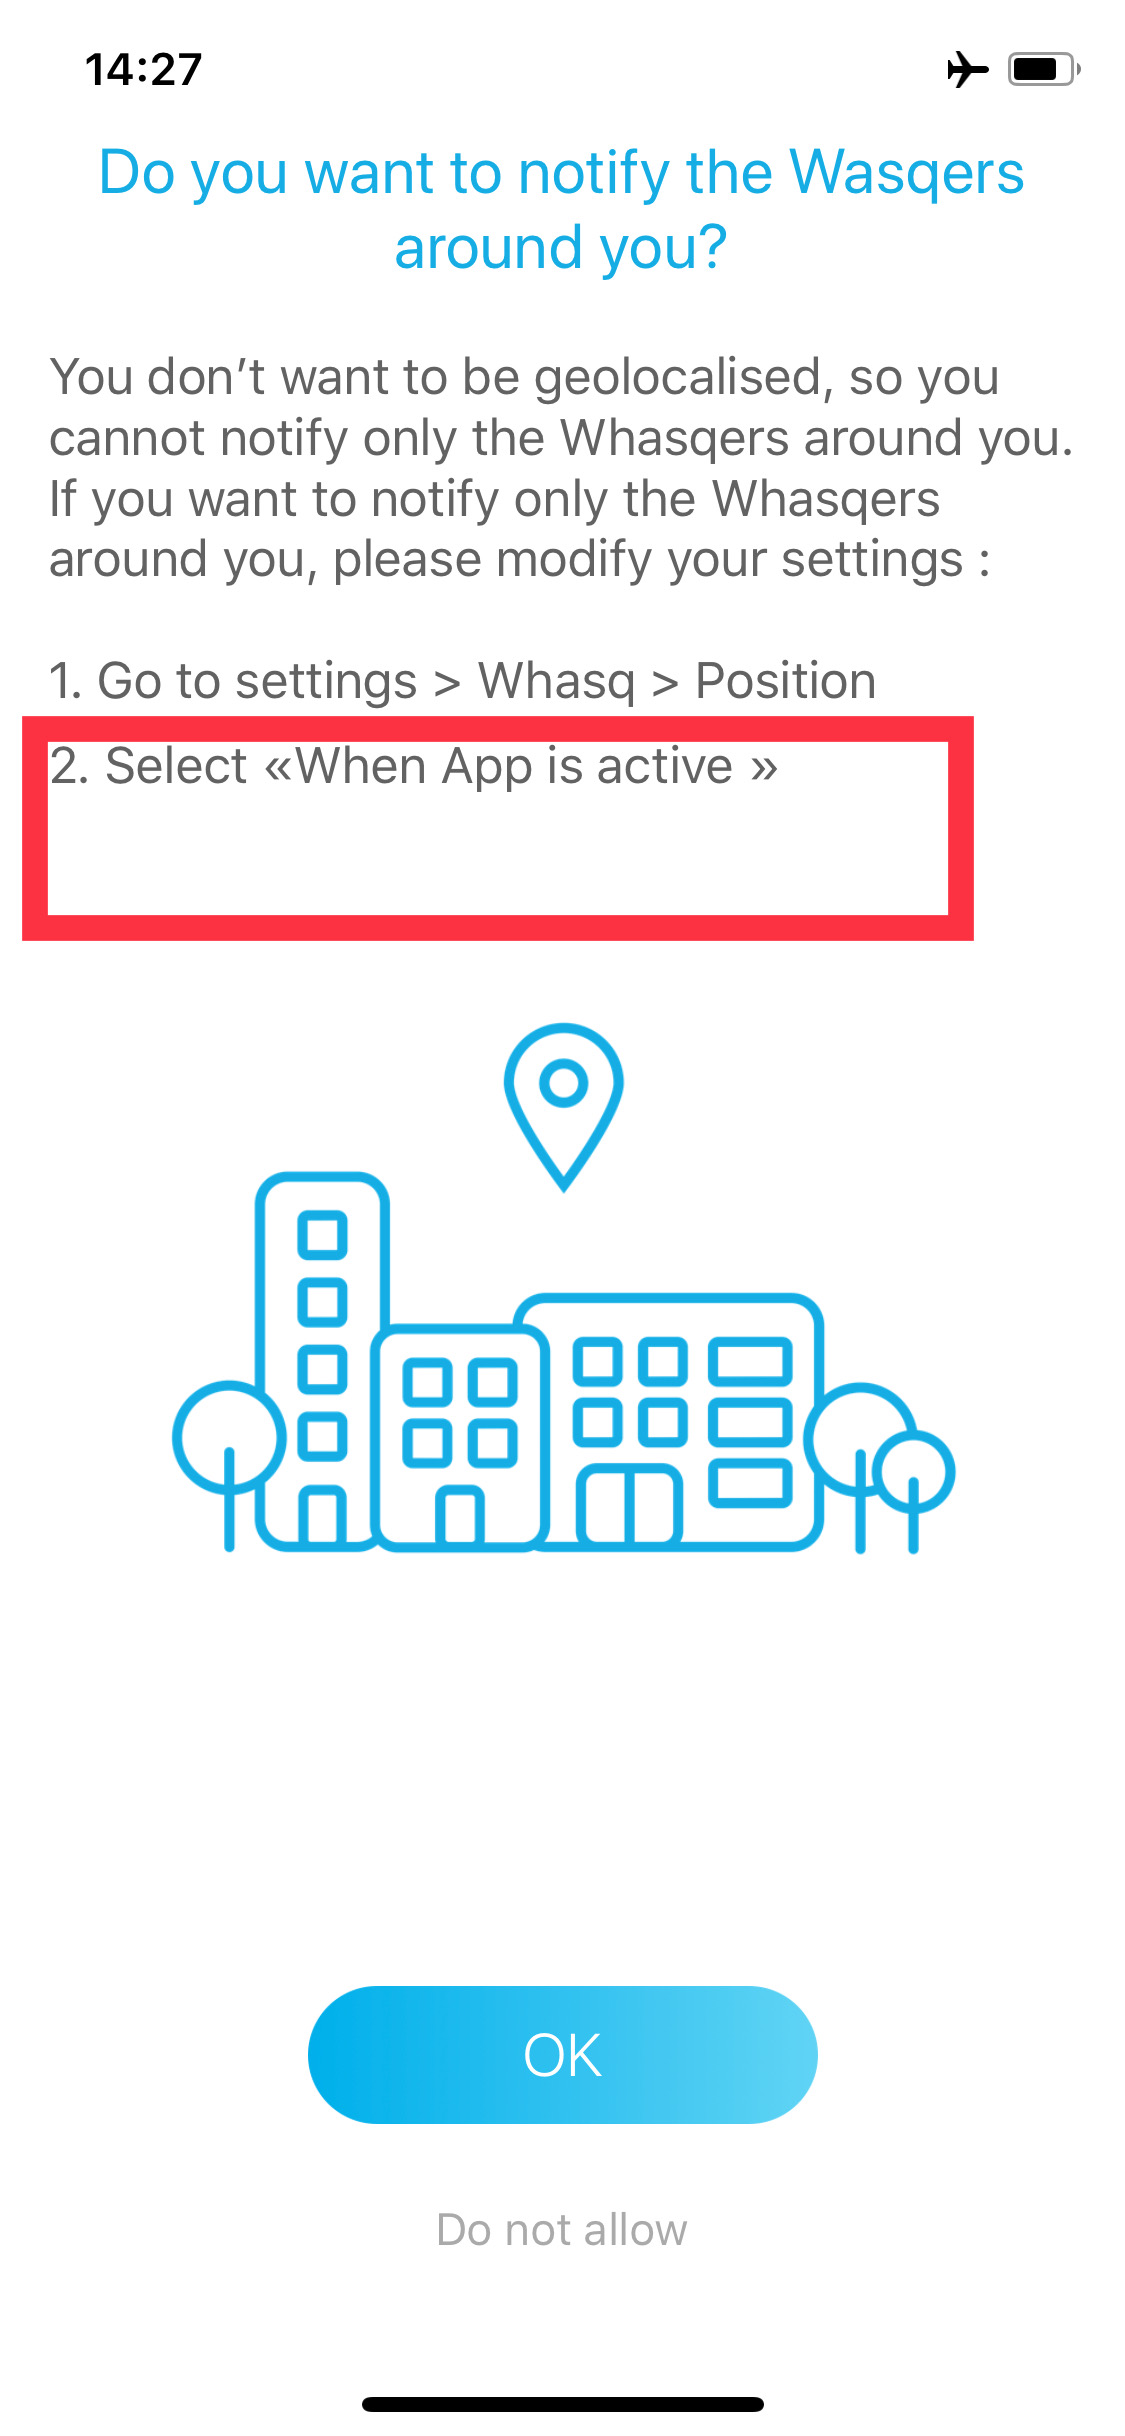 14:27
Do you want to notify the Wasqers
around you?
You don’t want to be geolocalised, so you
cannot notify only the Whasqers around you.
If you want to notify only the Whasqers
around you, please modify your settings :
1. Go to settings > Whasq > Position
2. Select «When App is active »
OK
Do not allow